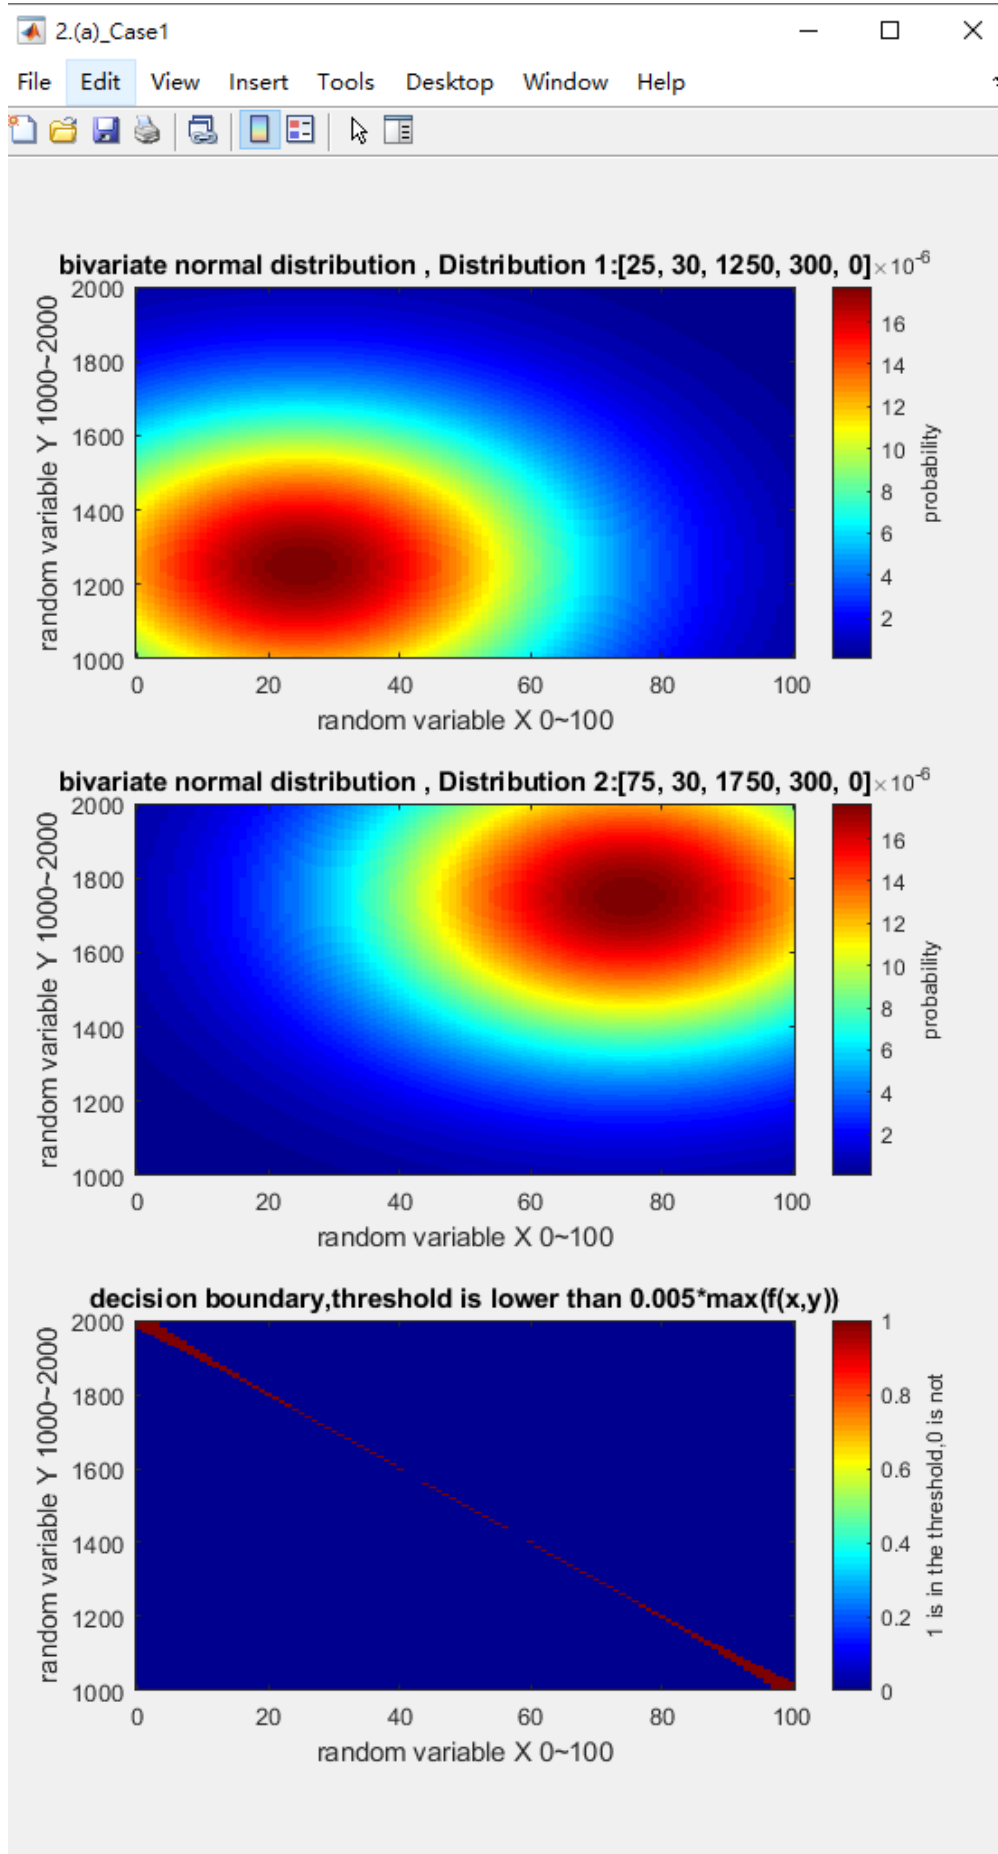 2.(a)_Case1
File Edit View Insert Tools Desktop Window Help
bivariate normal distribution , Distribution 1:[25, 30, 1250, 300, 0]
×10⁻⁶
random variable Y 1000~2000
2000
1800
1600
1400
1200
1000
0 20 40 60 80 100
random variable X 0~100
16
14
12
10
8
6
4
2
probability
bivariate normal distribution , Distribution 2:[75, 30, 1750, 300, 0]
×10⁻⁶
random variable Y 1000~2000
2000
1800
1600
1400
1200
1000
0 20 40 60 80 100
random variable X 0~100
16
14
12
10
8
6
4
2
probability
decision boundary,threshold is lower than 0.005*max(f(x,y))
random variable Y 1000~2000
2000
1800
1600
1400
1200
1000
0 20 40 60 80 100
random variable X 0~100
1
0.8
0.6
0.4
0.2
0
1 is in the threshold,0 is not